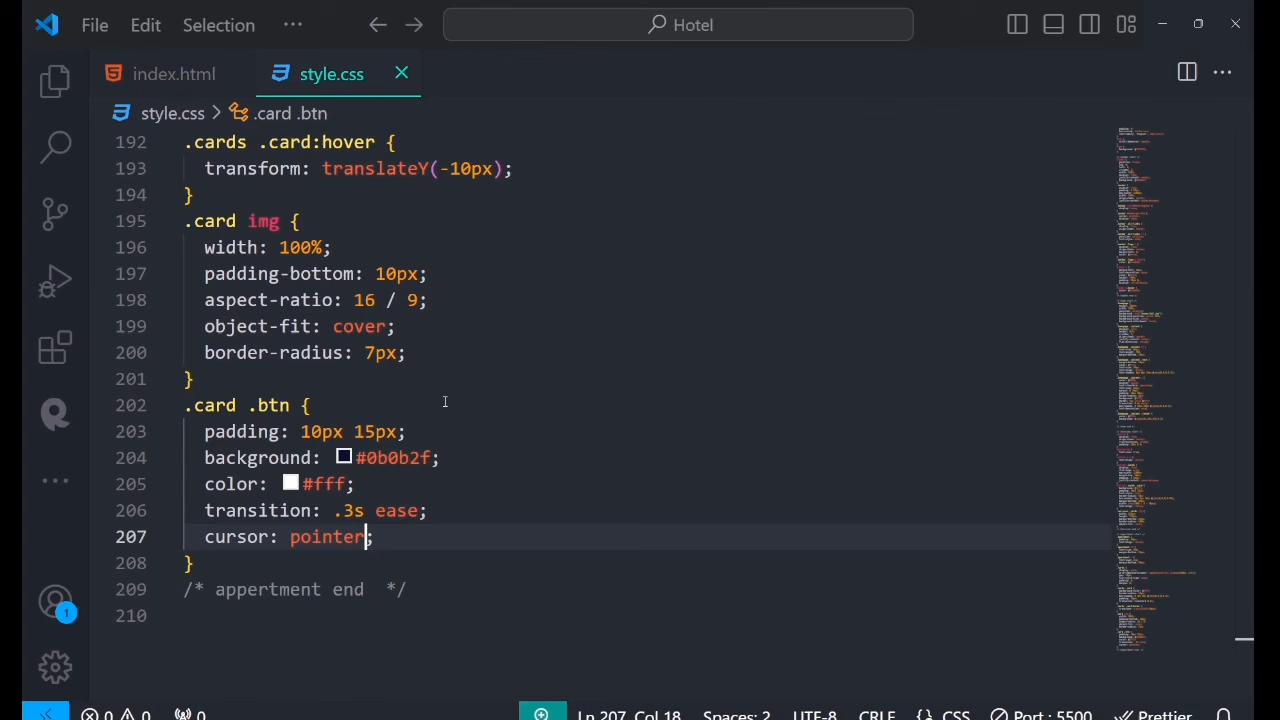 File Edit Selection ··· Hotel
index.html style.css
style.css > .card .btn
192 .cards .card:hover {
193 transform: translateY(-10px);
194 }
195 .card img {
196 width: 100%;
197 padding-bottom: 10px;
198 aspect-ratio: 16 / 9;
199 object-fit: cover;
200 border-radius: 7px;
201 }
202 .card .btn {
203 padding: 10px 15px;
204 background: #0b0b2f;
205 color: #fff;
206 transition: .3s ease;
207 cursor: pointer;
208 }
209 /* appertment end */
210
1
0 0 0 Ln 207, Col 18 Spaces: 2 UTF-8 CRLF {} CSS Port : 5500 Prettier